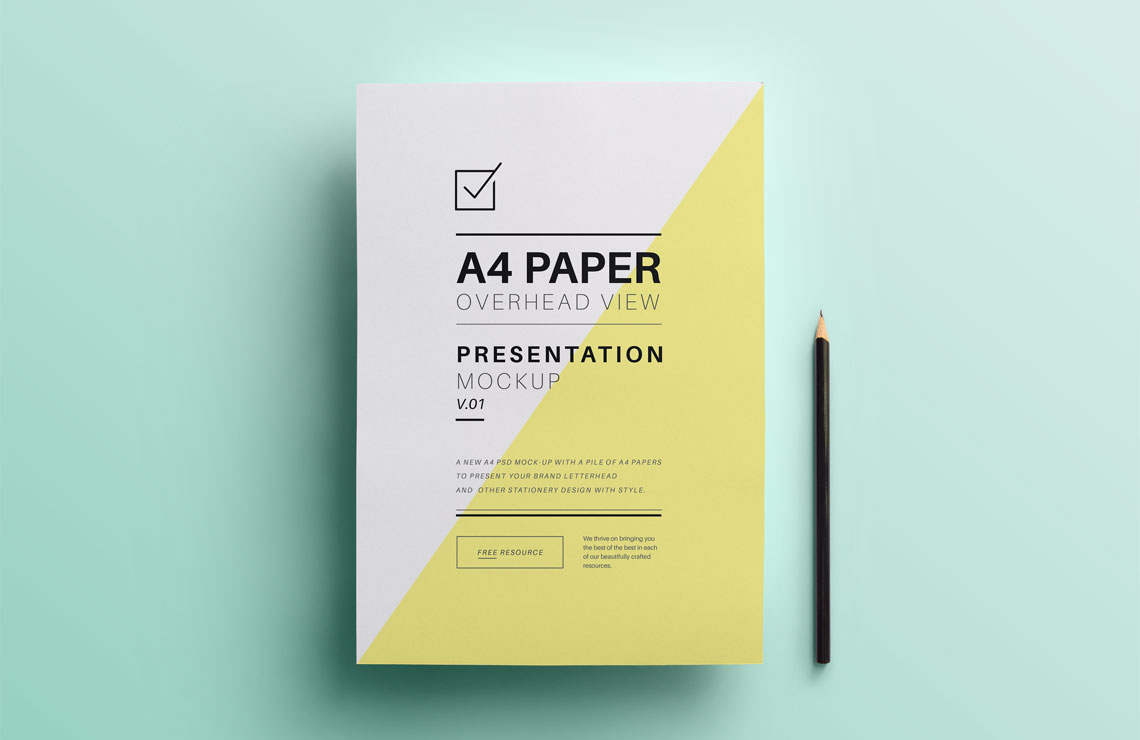 A4 PAPER
OVERHEAD VIEW
PRESENTATION
MOCKUP
V.01
A NEW A4 PSD MOCK-UP WITH A PILE OF A4 PAPERS
TO PRESENT YOUR BRAND LETTERHEAD
AND OTHER STATIONERY DESIGN WITH STYLE.
FREE RESOURCE
We thrive on bringing you
the best of the best in each
of our beautifully crafted
resources.